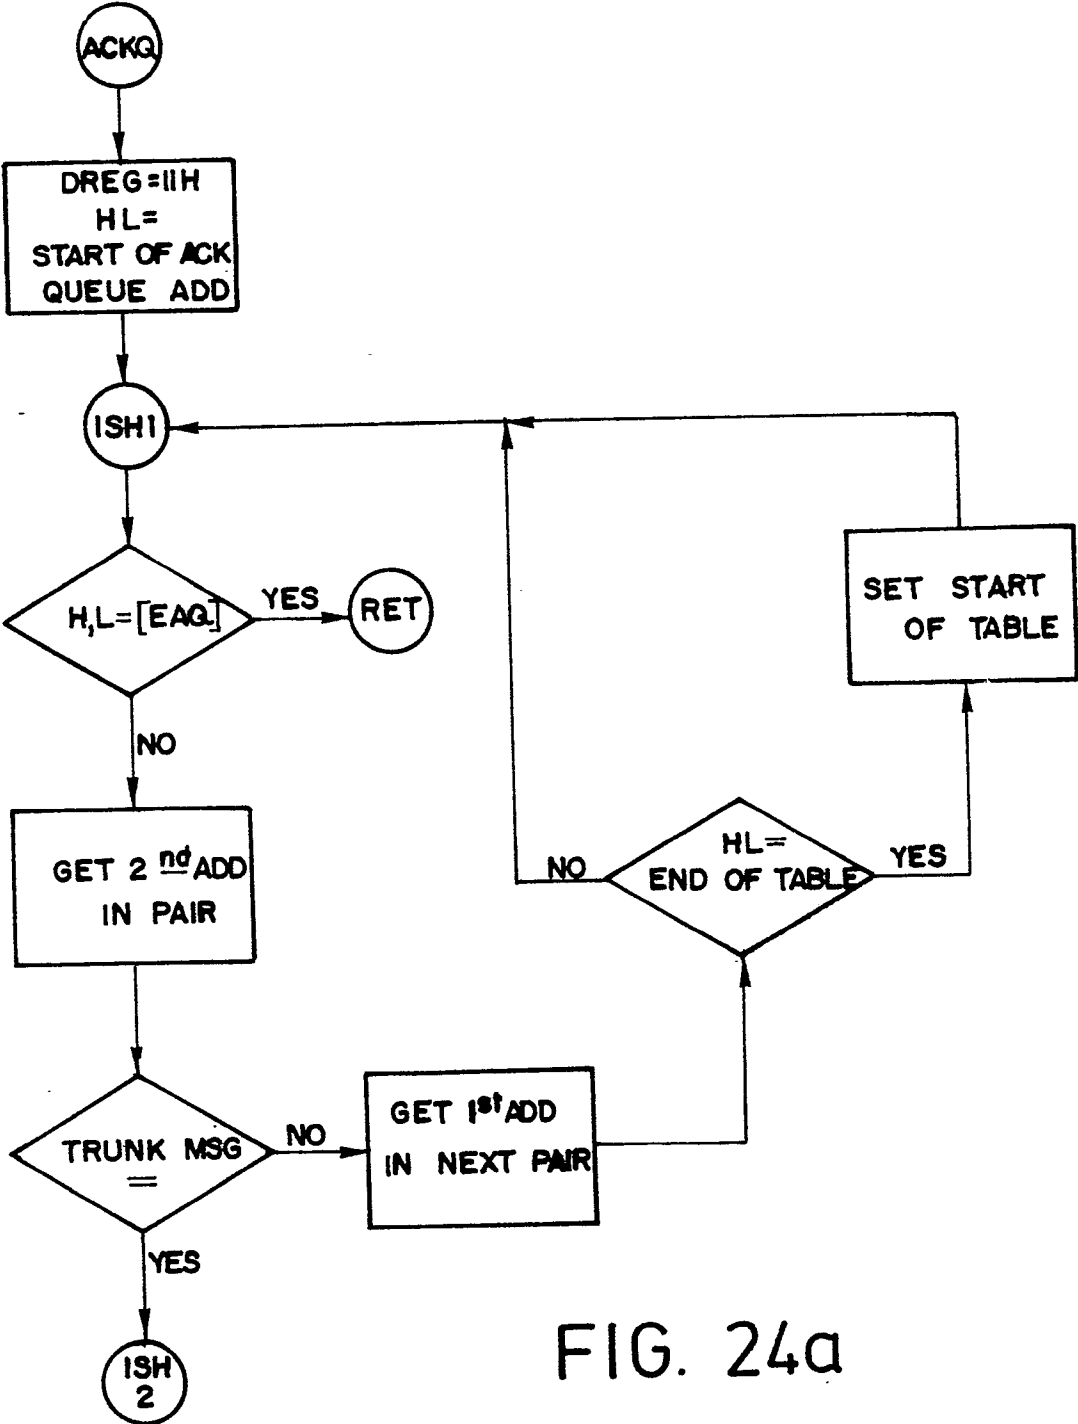 ACKQ
DREG=11H
HL=
START OF ACK
QUEUE ADD
ISH1
H,L=[EAQ]
YES
RET
NO
GET 2nd ADD
IN PAIR
TRUNK MSG
=
NO
GET 1st ADD
IN NEXT PAIR
YES
ISH
2
HL=
END OF TABLE
NO
YES
SET START
OF TABLE
FIG. 24a